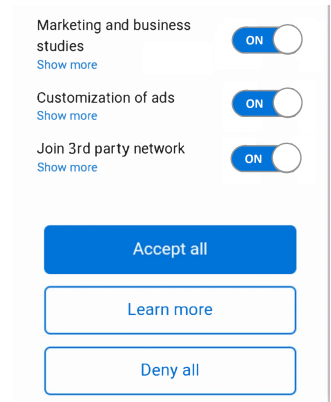 Marketing and business
studies
ON
Show more
Customization of ads
ON
Show more
Join 3rd party network
ON
Show more
Accept all
Learn more
Deny all